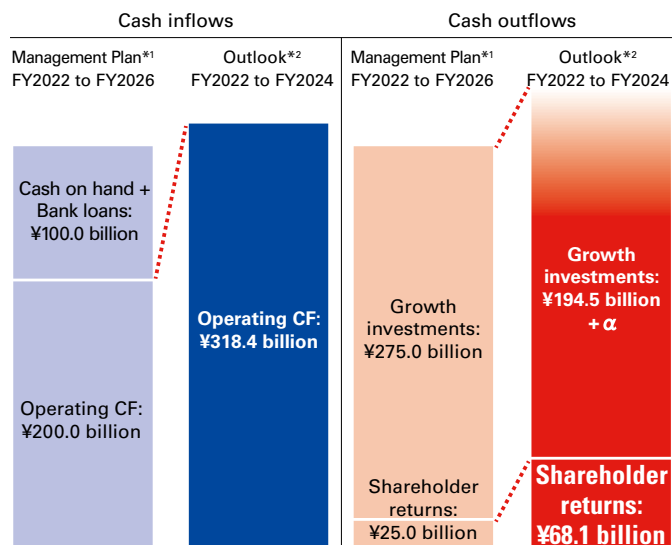 Cash inflows
Management Plan*1
FY2022 to FY2026
Outlook*2
FY2022 to FY2024
Cash on hand +
Bank loans:
¥100.0 billion
Operating CF:
¥200.0 billion
Operating CF:
¥318.4 billion
Cash outflows
Management Plan*1
FY2022 to FY2026
Outlook*2
FY2022 to FY2024
Growth
investments:
¥275.0 billion
Shareholder
returns:
¥25.0 billion
Growth
investments:
¥194.5 billion
+ α
Shareholder
returns:
¥68.1 billion